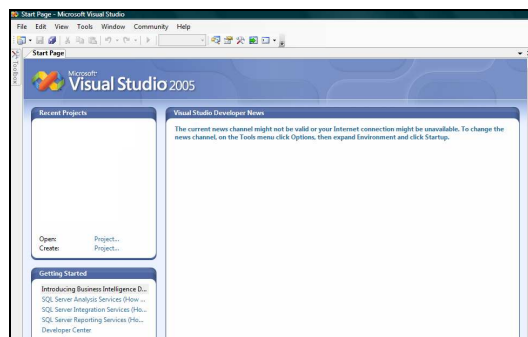 Start Page - Microsoft Visual Studio
File Edit View Tools Window Community Help
Toolbox
Start Page
Microsoft
Visual Studio 2005
Recent Projects
Open: Project...
Create: Project...
Getting Started
Introducing Business Intelligence D...
SQL Server Analysis Services (How ...
SQL Server Integration Services (Ho...
SQL Server Reporting Services (Ho...
Developer Center
Visual Studio Developer News
The current news channel might not be valid or your Internet connection might be unavailable. To change the
news channel, on the Tools menu click Options, then expand Environment and click Startup.